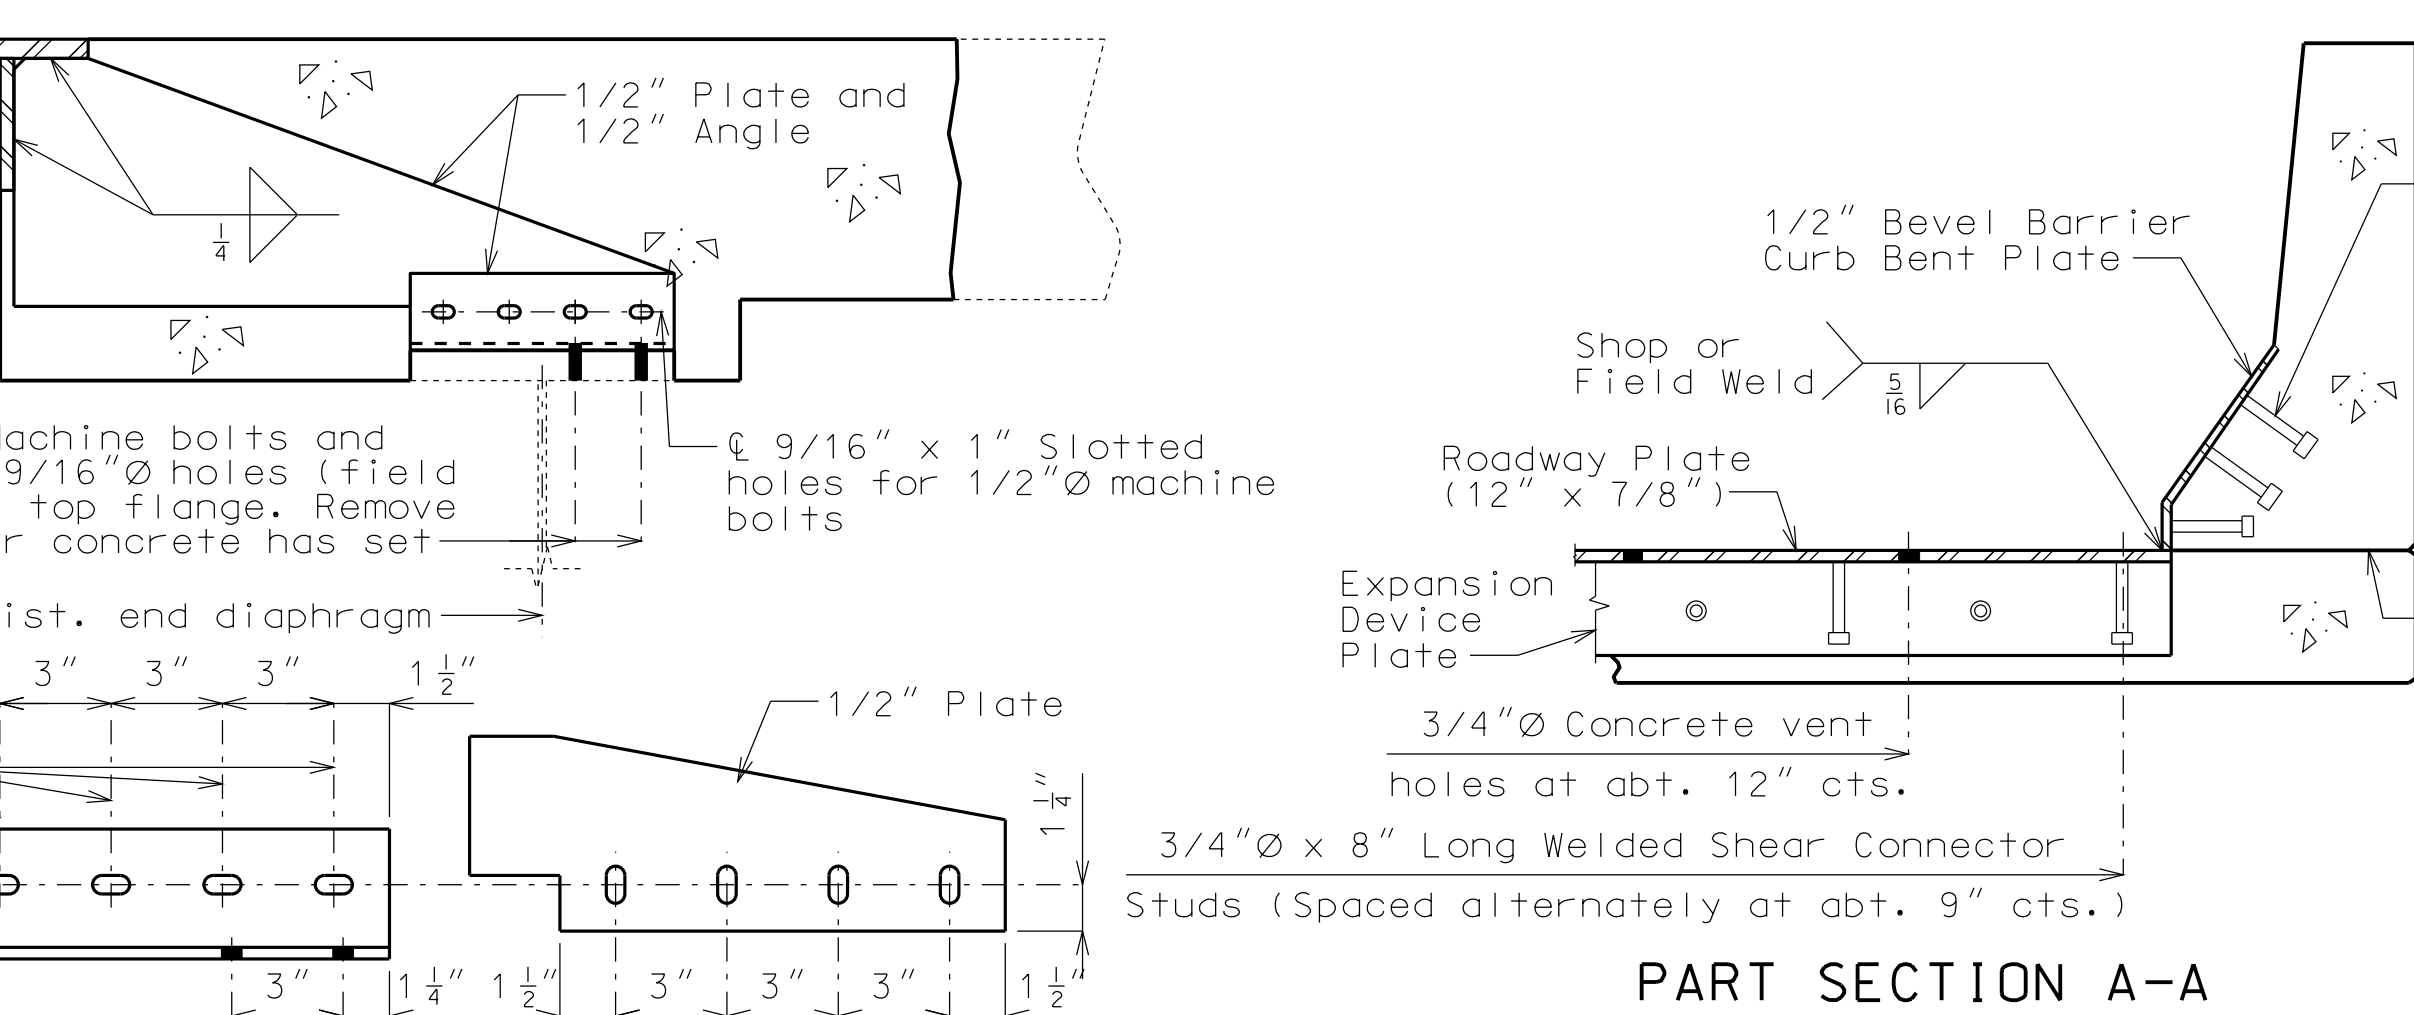 1/2" Plate and
1/2" Angle
1/4
achine bolts and
9/16"Ø holes (field
top flange. Remove
r concrete has set
ist. end diaphragm
℄ 9/16" x 1" Slotted
holes for 1/2"Ø machine
bolts
3" 3" 3" 1 1/2"
1/2" Plate
1 1/4"
3" 1 1/4" 1 1/2" 3" 3" 3" 1 1/2"
1/2" Bevel Barrier
Curb Bent Plate
Shop or
Field Weld
5/16
Roadway Plate
(12" x 7/8")
Expansion
Device
Plate
3/4"Ø Concrete vent
holes at abt. 12" cts.
3/4"Ø x 8" Long Welded Shear Connector
Studs (Spaced alternately at abt. 9" cts.)
PART SECTION A-A